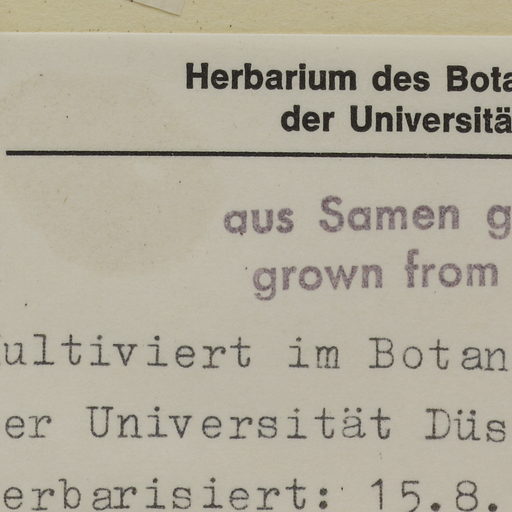 Herbarium des Bota
der Universitä
aus Samen g
grown from
ultiviert im Botan
er Universität Düs
erbarisiert: 15.8.